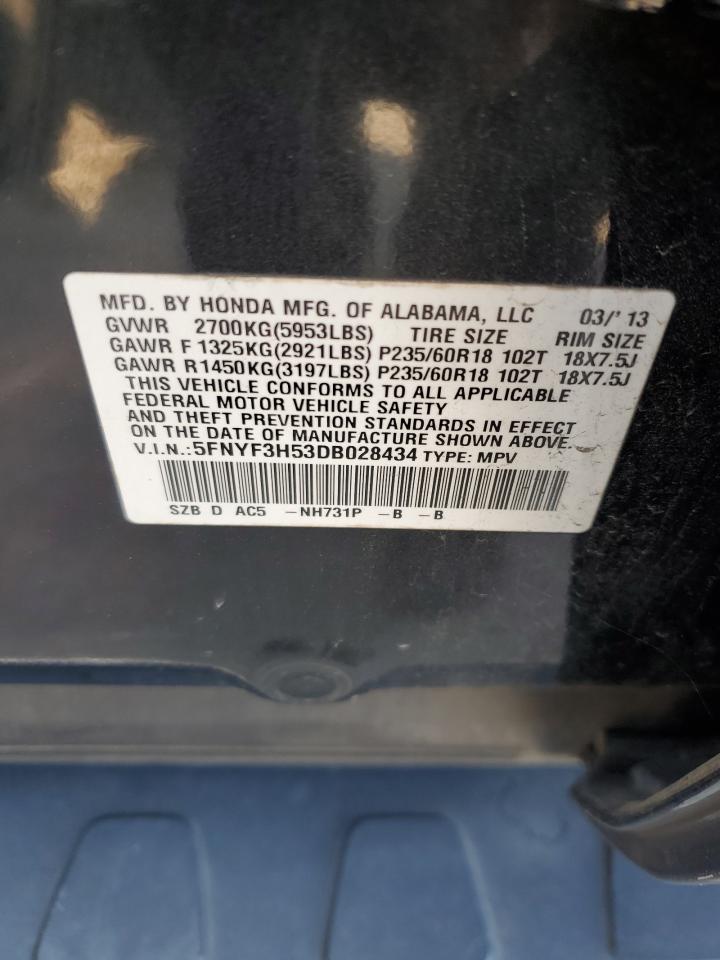 MFD. BY HONDA MFG. OF ALABAMA, LLC 03/' 13
GVWR 2700KG(5953LBS) TIRE SIZE RIM SIZE
GAWR F 1325KG(2921LBS) P235/60R18 102T 18X7.5J
GAWR R1450KG(3197LBS) P235/60R18 102T 18X7.5J
THIS VEHICLE CONFORMS TO ALL APPLICABLE
FEDERAL MOTOR VEHICLE SAFETY
AND THEFT PREVENTION STANDARDS IN EFFECT
ON THE DATE OF MANUFACTURE SHOWN ABOVE.
V.I.N.:5FNYF3H53DB028434 TYPE: MPV
SZB D AC5 -NH731P -B -B